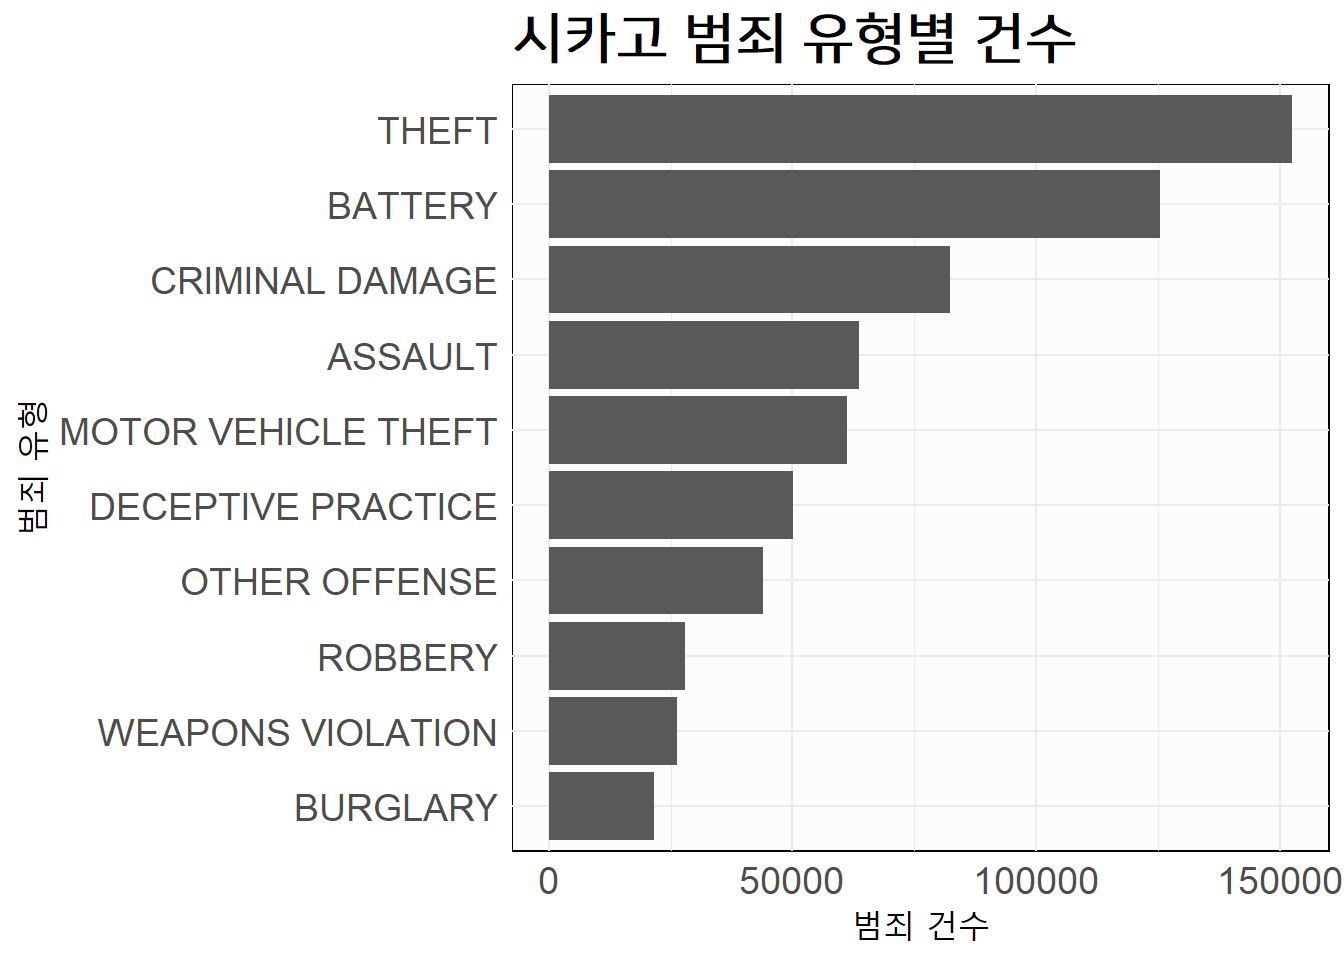 시카고 범죄 유형별 건수
THEFT
BATTERY
CRIMINAL DAMAGE
ASSAULT
MOTOR VEHICLE THEFT
DECEPTIVE PRACTICE
OTHER OFFENSE
ROBBERY
WEAPONS VIOLATION
BURGLARY
범죄 유형
0 50000 100000 150000
범죄 건수